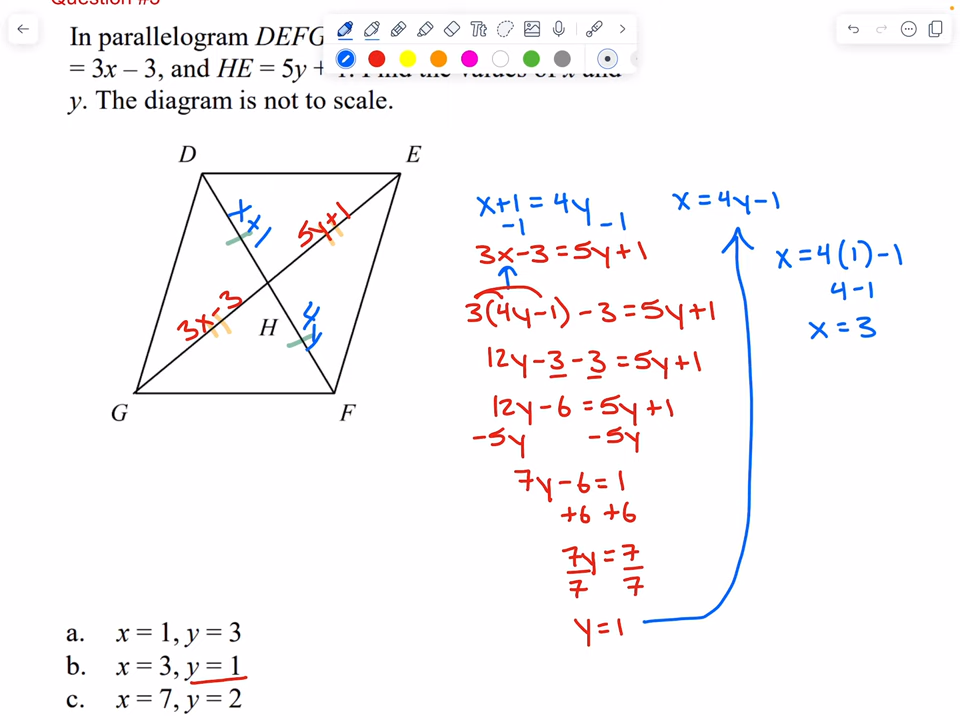 Question #3
In parallelogram DEFG
= 3x – 3, and HE = 5y +
y. The diagram is not to scale.
D
E
x + 1
5y+1
3x-3
H
4y
G
F
x+1 = 4y
-1 -1
3x-3=5y+1
3(4y-1) -3=5y+1
12y-3-3=5y+1
12y-6=5y+1
-5y -5y
7y-6=1
+6 +6
7y=7
7 7
y=1
x=4y-1
x=4(1)-1
4-1
x=3
a. x = 1, y = 3
b. x = 3, y = 1
c. x = 7, y = 2
Tt